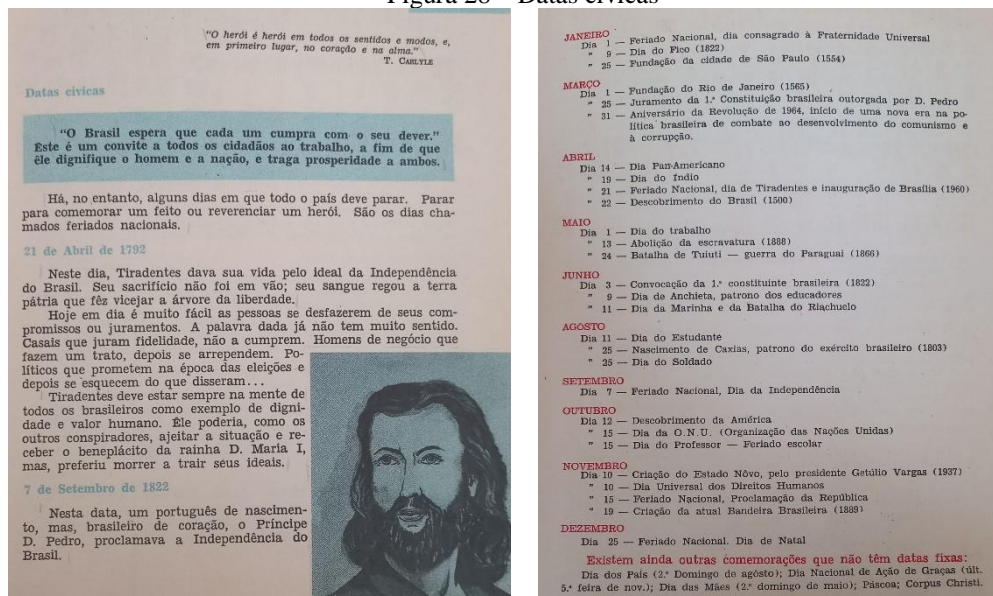 Figura 28 – Datas cívicas
"O herói é herói em todos os sentidos e modos, e,
em primeiro lugar, no coração e na alma."
T. CARLYLE
Datas cívicas
"O Brasil espera que cada um cumpra com o seu dever."
Este é um convite a todos os cidadãos ao trabalho, a fim de que
êle dignifique o homem e a nação, e traga prosperidade a ambos.
Há, no entanto, alguns dias em que todo o país deve parar. Parar
para comemorar um feito ou reverenciar um herói. São os dias cha-
mados feriados nacionais.
21 de Abril de 1792
Neste dia, Tiradentes dava sua vida pelo ideal da Independência
do Brasil. Seu sacrifício não foi em vão; seu sangue regou a terra
pátria que fêz vicejar a árvore da liberdade.
Hoje em dia é muito fácil as pessoas se desfazerem de seus com-
promissos ou juramentos. A palavra dada já não tem muito sentido.
Casais que juram fidelidade, não a cumprem. Homens de negócio que
fazem um trato, depois se arrependem. Po-
líticos que prometem na época das eleições e
depois se esquecem do que disseram...
Tiradentes deve estar sempre na mente de
todos os brasileiros como exemplo de digni-
dade e valor humano. Êle poderia, como os
outros conspiradores, ajeitar a situação e re-
ceber o beneplácito da rainha D. Maria I,
mas, preferiu morrer a trair seus ideais.
7 de Setembro de 1822
Nesta data, um português de nascimen-
to, mas, brasileiro de coração, o Príncipe
D. Pedro, proclamava a Independência do
Brasil.
JANEIRO
Dia 1 — Feriado Nacional, dia consagrado à Fraternidade Universal
" 9 — Dia do Fico (1822)
" 25 — Fundação da cidade de São Paulo (1554)
MARÇO
Dia 1 — Fundação do Rio de Janeiro (1565)
" 25 — Juramento da 1.ª Constituição brasileira outorgada por D. Pedro
" 31 — Aniversário da Revolução de 1964, início de uma nova era na po-
lítica brasileira de combate ao desenvolvimento do comunismo e
à corrupção.
ABRIL
Dia 14 — Dia Pan-Americano
" 19 — Dia do Índio
" 21 — Feriado Nacional, dia de Tiradentes e inauguração de Brasília (1960)
" 22 — Descobrimento do Brasil (1500)
MAIO
Dia 1 — Dia do trabalho
" 13 — Abolição da escravatura (1888)
" 24 — Batalha de Tuiuti — guerra do Paraguai (1866)
JUNHO
Dia 3 — Convocação da 1.ª constituinte brasileira (1822)
" 9 — Dia de Anchieta, patrono dos educadores
" 11 — Dia da Marinha e da Batalha do Riachuelo
AGÔSTO
Dia 11 — Dia do Estudante
" 25 — Nascimento de Caxias, patrono do exército brasileiro (1803)
" 25 — Dia do Soldado
SETEMBRO
Dia 7 — Feriado Nacional, Dia da Independência
OUTUBRO
Dia 12 — Descobrimento da América
" 15 — Dia da O.N.U. (Organização das Nações Unidas)
" 15 — Dia do Professor — Feriado escolar
NOVEMBRO
Dia 10 — Criação do Estado Nôvo, pelo presidente Getúlio Vargas (1937)
" 10 — Dia Universal dos Direitos Humanos
" 15 — Feriado Nacional, Proclamação da República
" 19 — Criação da atual Bandeira Brasileira (1889)
DEZEMBRO
Dia 25 — Feriado Nacional. Dia de Natal
Existem ainda outras comemorações que não têm datas fixas:
Dia dos Pais (2.º Domingo de agôsto); Dia Nacional de Ação de Graças (últ.
5.ª feira de nov.); Dia das Mães (2.º domingo de maio); Páscoa; Corpus Christi.